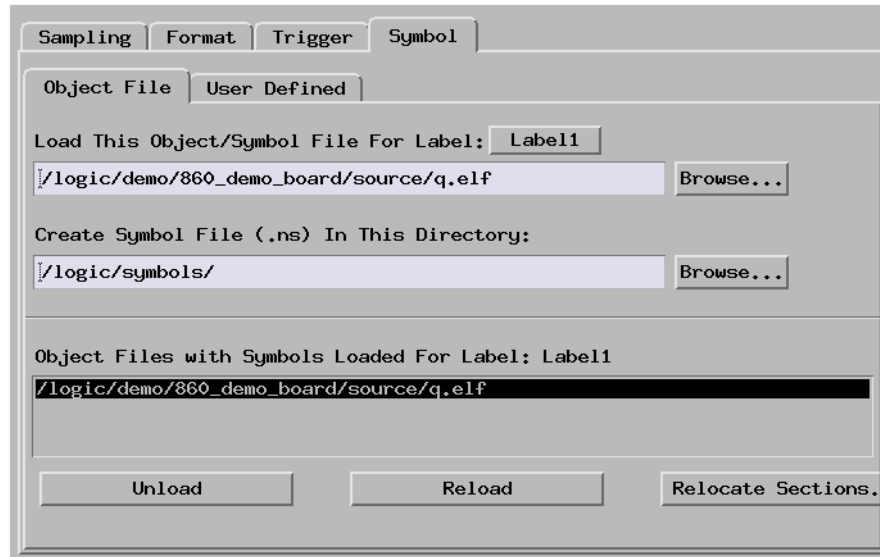 Sampling Format Trigger Symbol
Object File User Defined
Load This Object/Symbol File For Label: Label1
/logic/demo/860_demo_board/source/q.elf Browse...
Create Symbol File (.ns) In This Directory:
/logic/symbols/ Browse...
Object Files with Symbols Loaded For Label: Label1
/logic/demo/860_demo_board/source/q.elf
Unload Reload Relocate Sections.